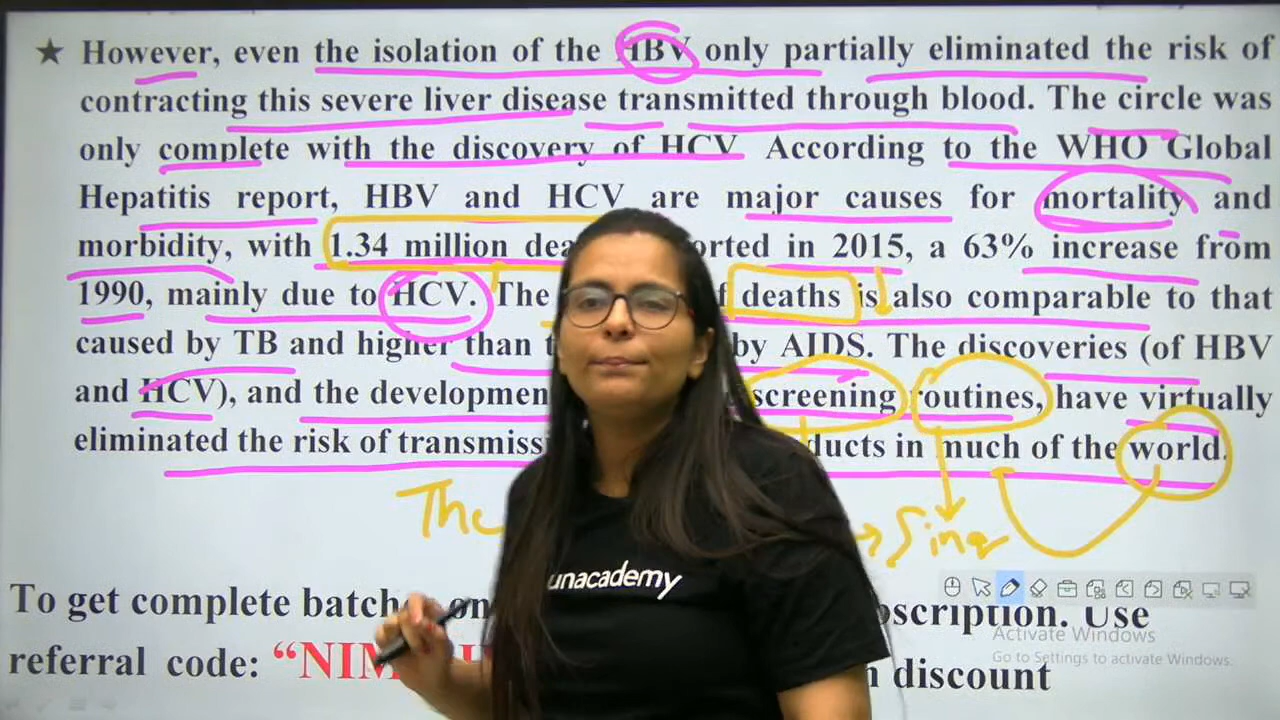 ★ However, even the isolation of the HBV only partially eliminated the risk of
contracting this severe liver disease transmitted through blood. The circle was
only complete with the discovery of HCV According to the WHO Global
Hepatitis report, HBV and HCV are major causes for mortality and
morbidity, with 1.34 million dea orted in 2015, a 63% increase from
1990, mainly due to HCV. The f deaths is also comparable to that
caused by TB and higher than t by AIDS. The discoveries (of HBV
and HCV), and the developmen screening routines, have virtually
eliminated the risk of transmiss ducts in much of the world.
The → Sing
unacademy
To get complete batch on scription. Use
Activate Windows
Go to Settings to activate Windows.
referral code: “NIM n discount